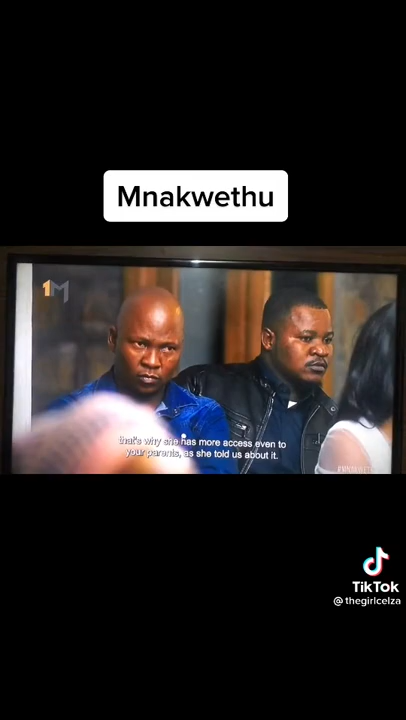 Mnakwethu
1M
that's why she has more access even to
your parents, as she told us about it.
TikTok
@thegirlcelza